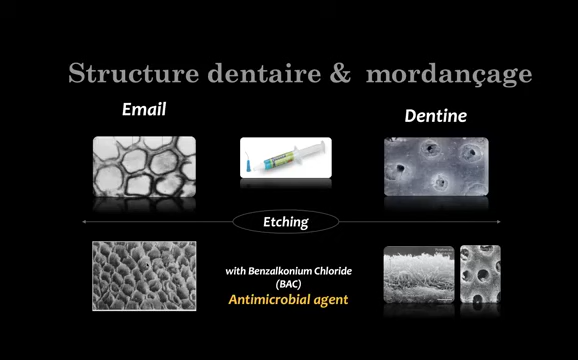 Structure dentaire & mordançage
Email
Dentine
Etching
with Benzalkonium Chloride
(BAC)
Antimicrobial agent